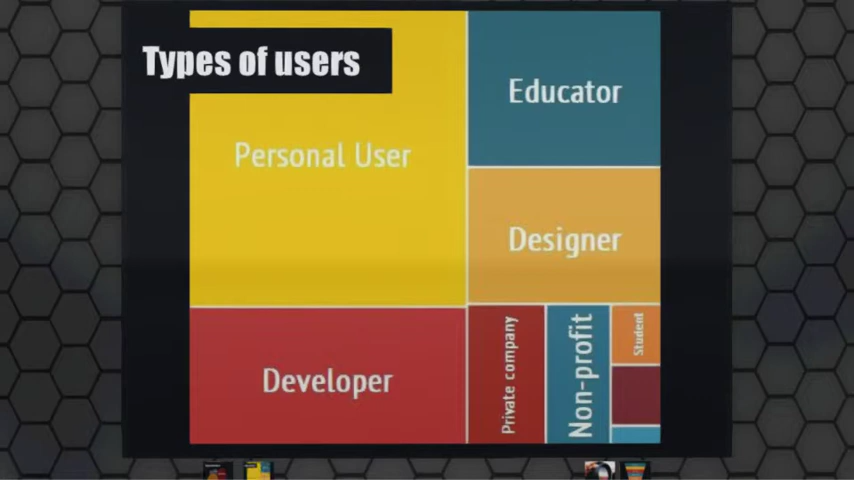 Types of users
Educator
Personal User
Designer
Developer
Private company
Non-profit
Student